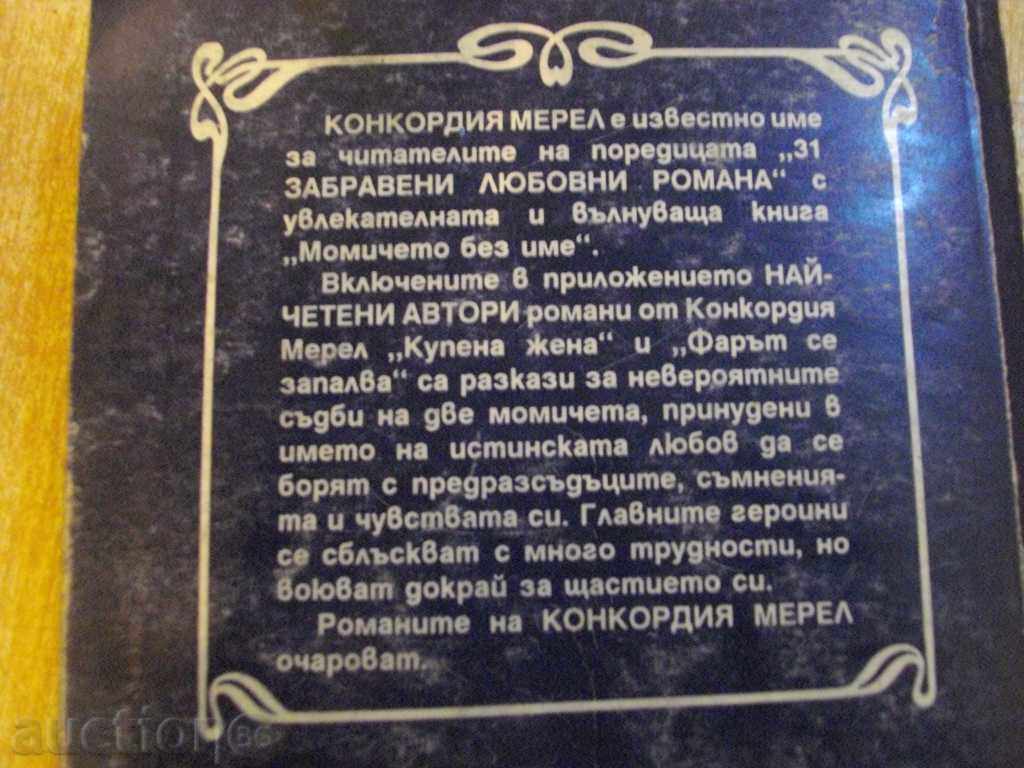 КОНКОРДИЯ МЕРЕЛ е известно име
за читателите на поредицата „31
ЗАБРАВЕНИ ЛЮБОВНИ РОМАНА“ с
увлекателната и вълнуваща книга
„Момичето без име“.
Включените в приложението НАЙ-
ЧЕТЕНИ АВТОРИ романи от Конкордия
Мерел „Купена жена“ и „Фарът се
запалва“ са разкази за невероятните
съдби на две момичета, принудени в
името на истинската любов да се
борят с предразсъдъците, съмнения-
та и чувствата си. Главните героини
се сблъскват с много трудности, но
воюват докрай за щастието си.
Романите на КОНКОРДИЯ МЕРЕЛ
очароват.
auction86